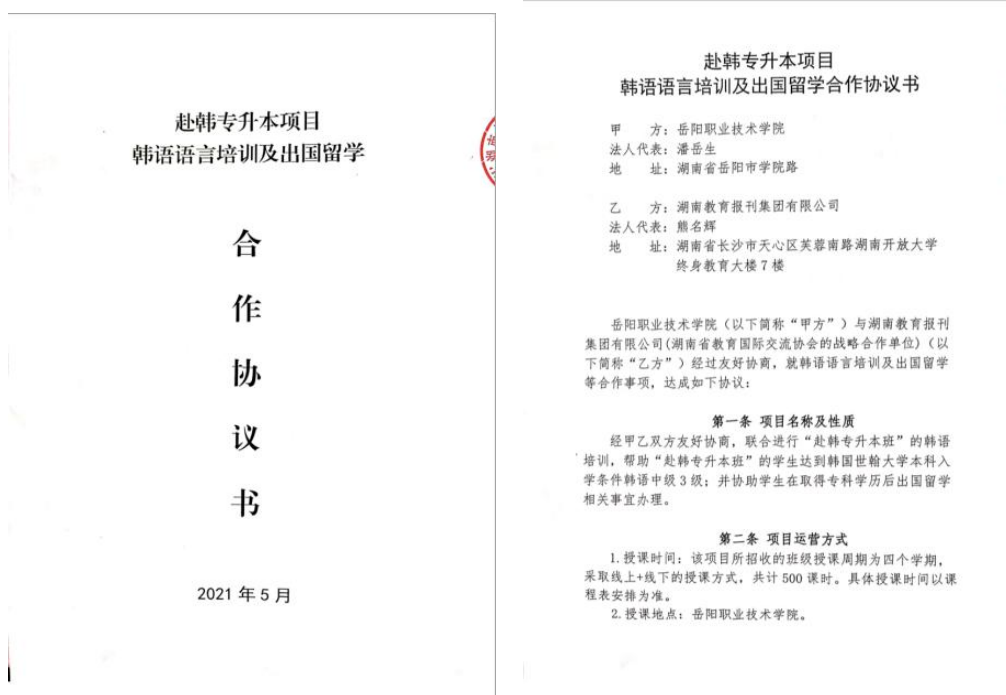 赴韩专升本项目
韩语语言培训及出国留学
合
作
协
议
书
2021 年 5 月
赴韩专升本项目
韩语语言培训及出国留学合作协议书
甲 方：岳阳职业技术学院
法人代表：潘岳生
地 址：湖南省岳阳市学院路
乙 方：湖南教育报刊集团有限公司
法人代表：熊名辉
地 址：湖南省长沙市天心区芙蓉南路湖南开放大学
终身教育大楼 7 楼
岳阳职业技术学院（以下简称“甲方”）与湖南教育报刊
集团有限公司(湖南省教育国际交流协会的战略合作单位)（以
下简称“乙方”）经过友好协商，就韩语语言培训及出国留学
等合作事项，达成如下协议：
第一条 项目名称及性质
经甲乙双方友好协商，联合进行“赴韩专升本班”的韩语
培训，帮助“赴韩专升本班”的学生达到韩国世翰大学本科入
学条件韩语中级 3 级；并协助学生在取得专科学历后出国留学
相关事宜办理。
第二条 项目运营方式
1.授课时间：该项目所招收的班级授课周期为四个学期，
采取线上+线下的授课方式，共计 500 课时。具体授课时间以课
程表安排为准。
2.授课地点：岳阳职业技术学院。